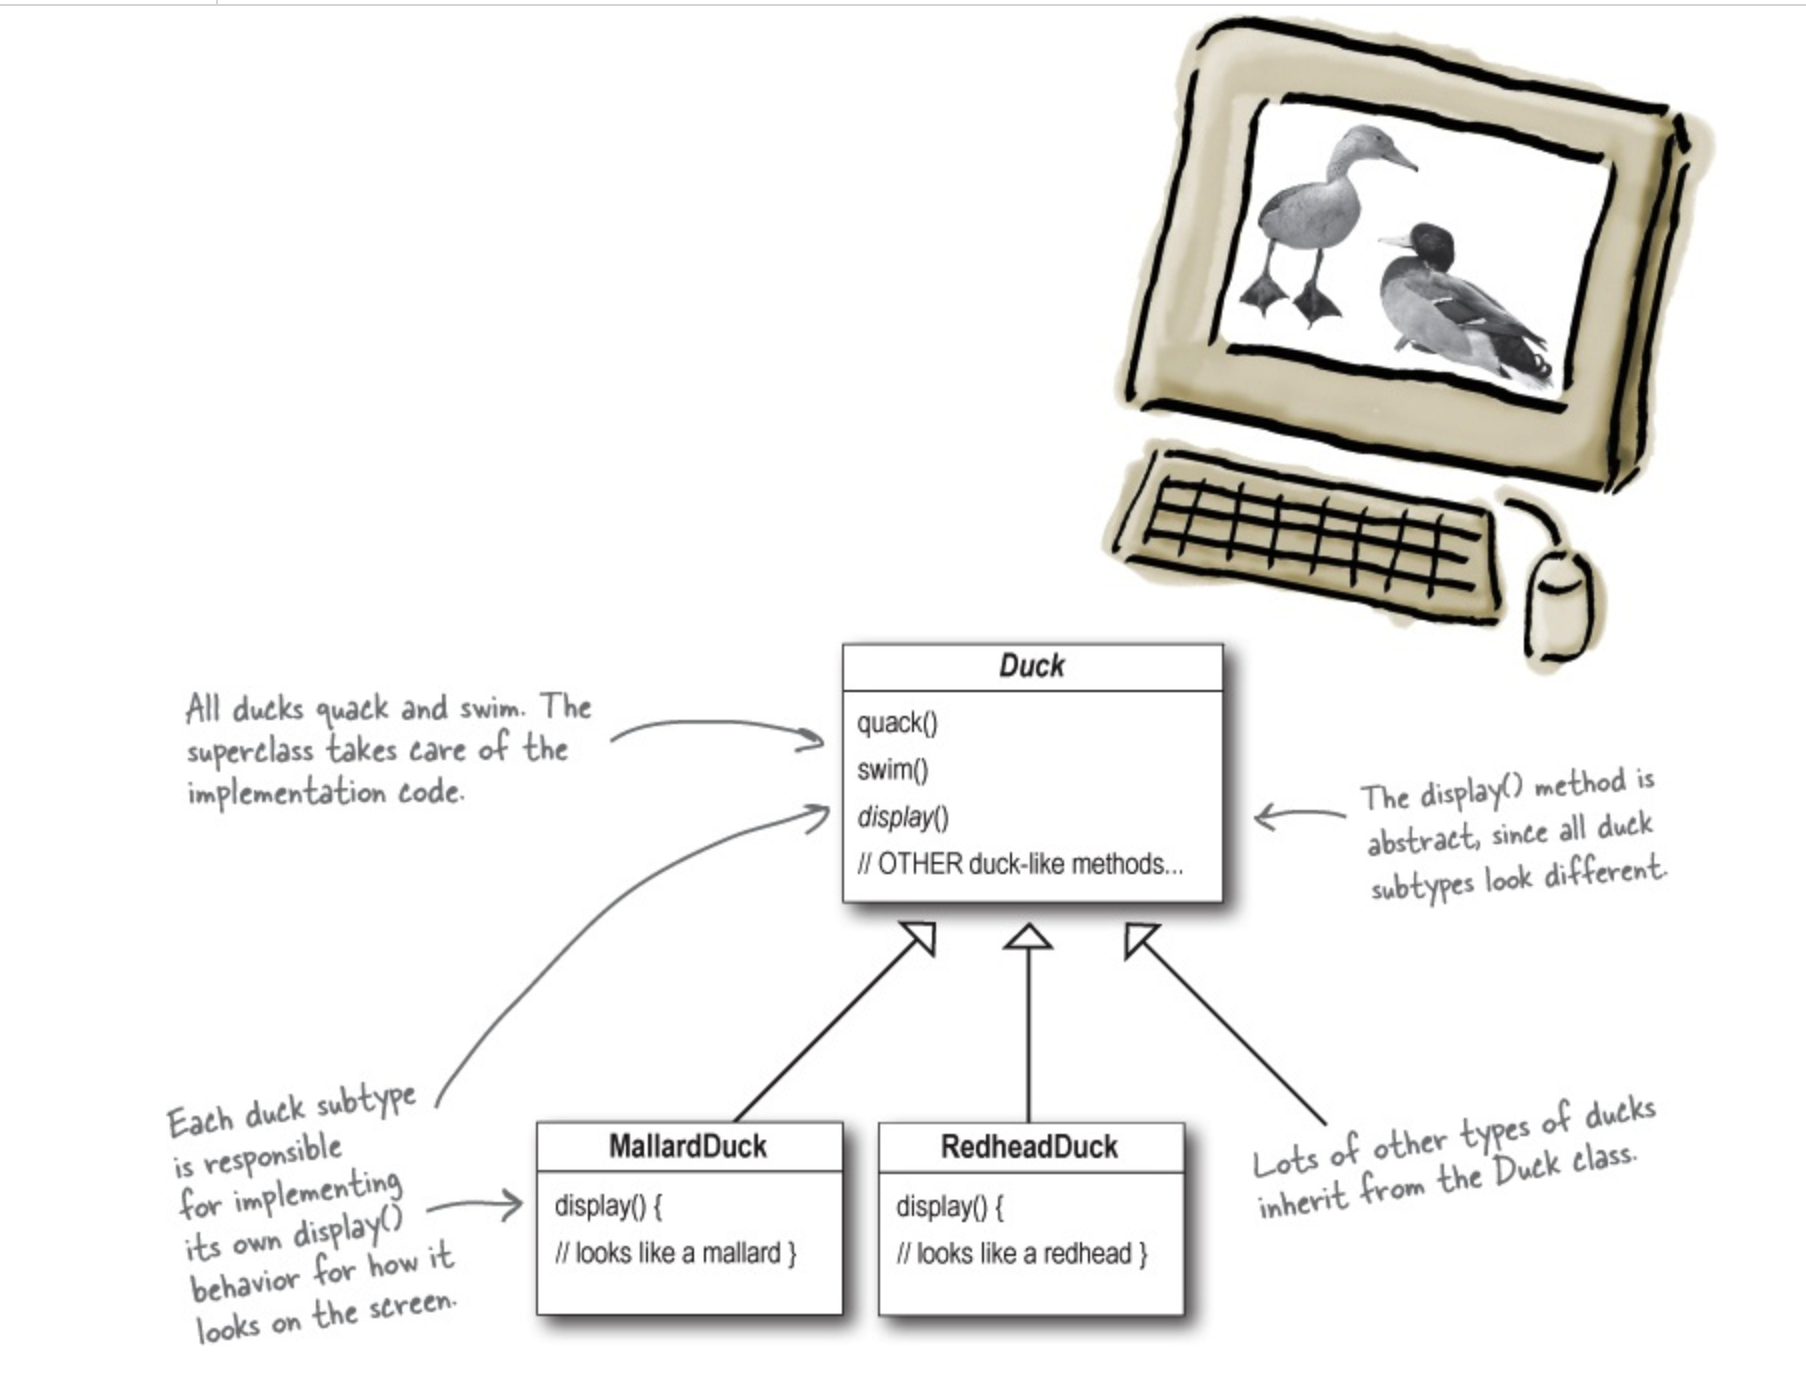 Duck
quack()
swim()
display()
// OTHER duck-like methods...
All ducks quack and swim. The
superclass takes care of the
implementation code.
The display() method is
abstract, since all duck
subtypes look different.
Each duck subtype
is responsible
for implementing
its own display()
behavior for how it
looks on the screen.
MallardDuck
display() {
// looks like a mallard }
RedheadDuck
display() {
// looks like a redhead }
Lots of other types of ducks
inherit from the Duck class.